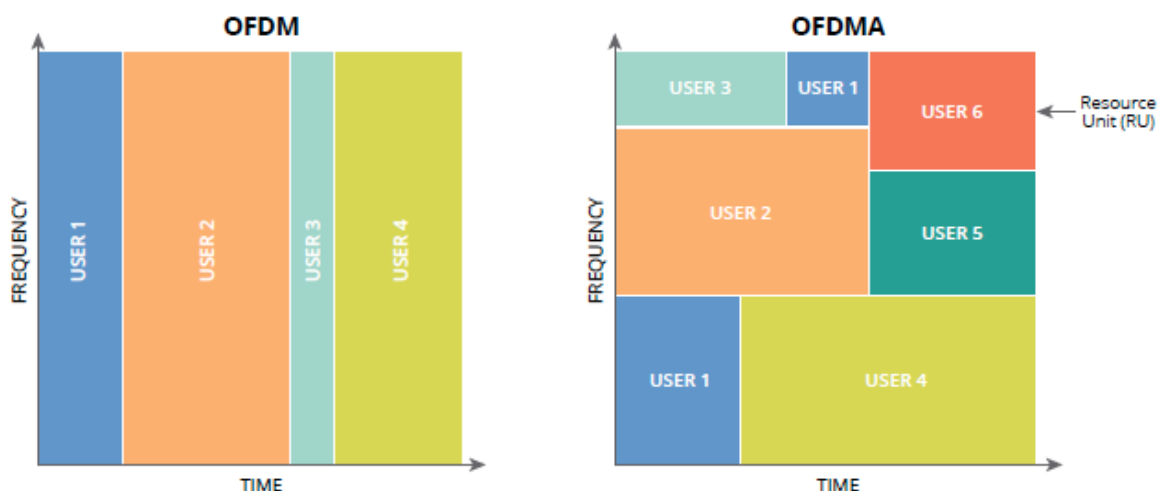 OFDM
FREQUENCY
USER 1
USER 2
USER 3
USER 4
TIME
OFDMA
FREQUENCY
USER 3
USER 1
USER 6
Resource
Unit (RU)
USER 2
USER 5
USER 1
USER 4
TIME